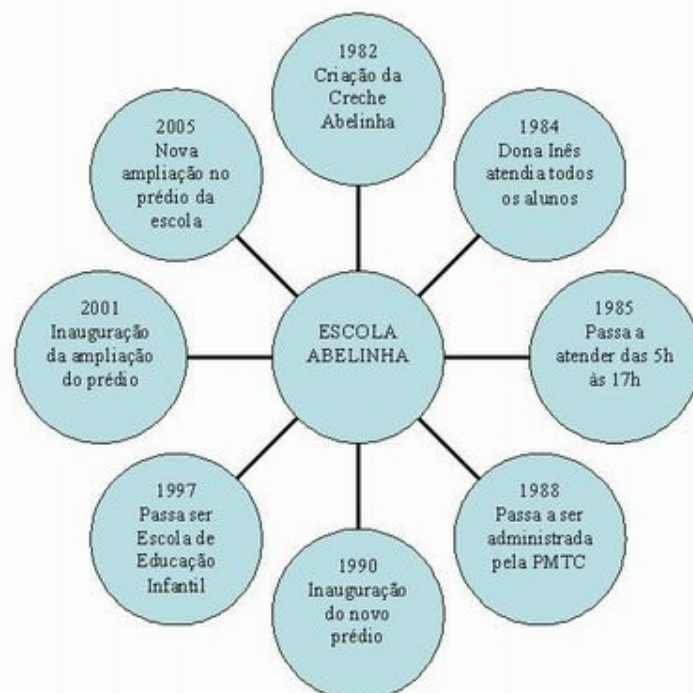 1982
Criação da
Creche
Abelinha
1984
Dona Inês
atendia todos
os alunos
1985
Passa a
atender das 5h
às 17h
1988
Passa a ser
administrada
pela PMTC
1990
Inauguração
do novo
prédio
1997
Passa ser
Escola de
Educação
Infantil
2001
Inauguração
da ampliação
do prédio
2005
Nova
ampliação no
prédio da
escola
ESCOLA
ABELINHA